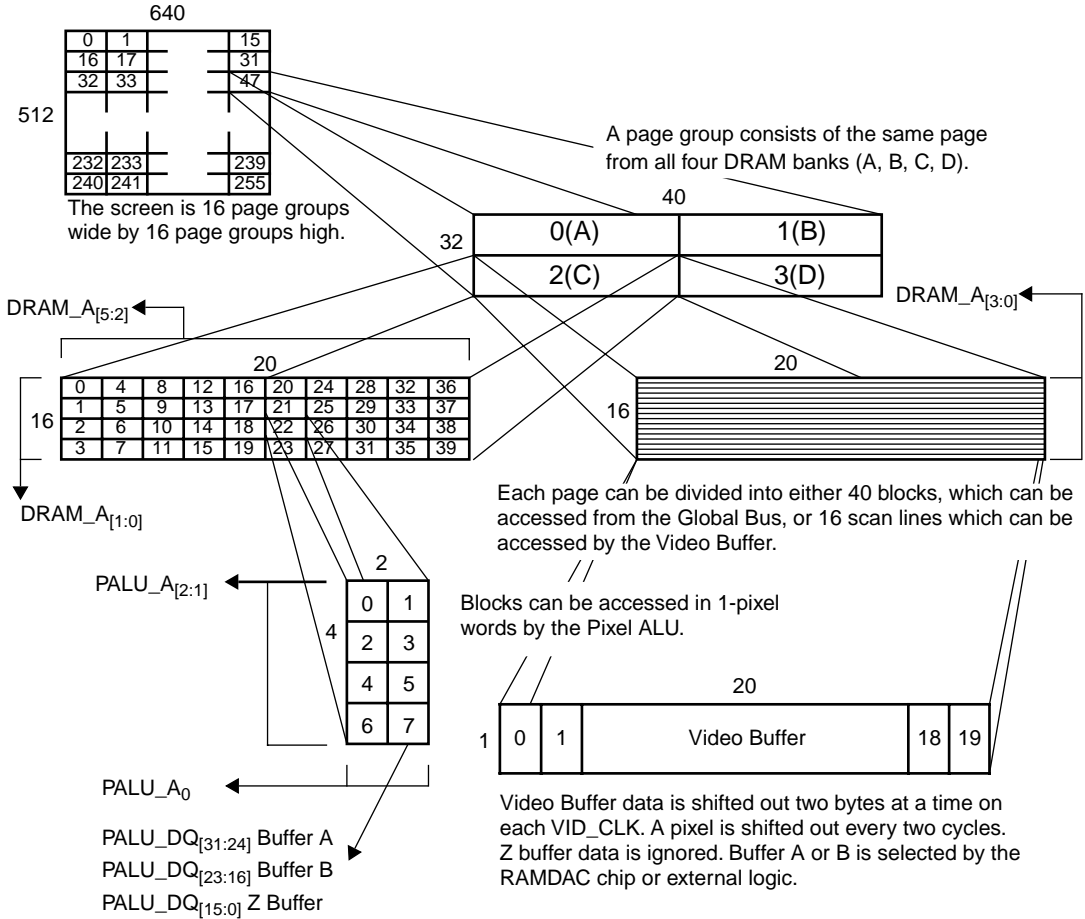 640
0 1 15
16 17 31
32 33 47
512
232 233 239
240 241 255
The screen is 16 page groups
wide by 16 page groups high.
A page group consists of the same page
from all four DRAM banks (A, B, C, D).
40
32
0(A) 1(B)
2(C) 3(D)
DRAM_A[5:2]
DRAM_A[3:0]
20
16
0 4 8 12 16 20 24 28 32 36
1 5 9 13 17 21 25 29 33 37
2 6 10 14 18 22 26 30 34 38
3 7 11 15 19 23 27 31 35 39
DRAM_A[1:0]
20
16
Each page can be divided into either 40 blocks, which can be
accessed from the Global Bus, or 16 scan lines which can be
accessed by the Video Buffer.
PALU_A[2:1]
2
4
0 1
2 3
4 5
6 7
Blocks can be accessed in 1-pixel
words by the Pixel ALU.
20
1
0 1 Video Buffer 18 19
PALU_A0
PALU_DQ[31:24] Buffer A
PALU_DQ[23:16] Buffer B
PALU_DQ[15:0] Z Buffer
Video Buffer data is shifted out two bytes at a time on
each VID_CLK. A pixel is shifted out every two cycles.
Z buffer data is ignored. Buffer A or B is selected by the
RAMDAC chip or external logic.